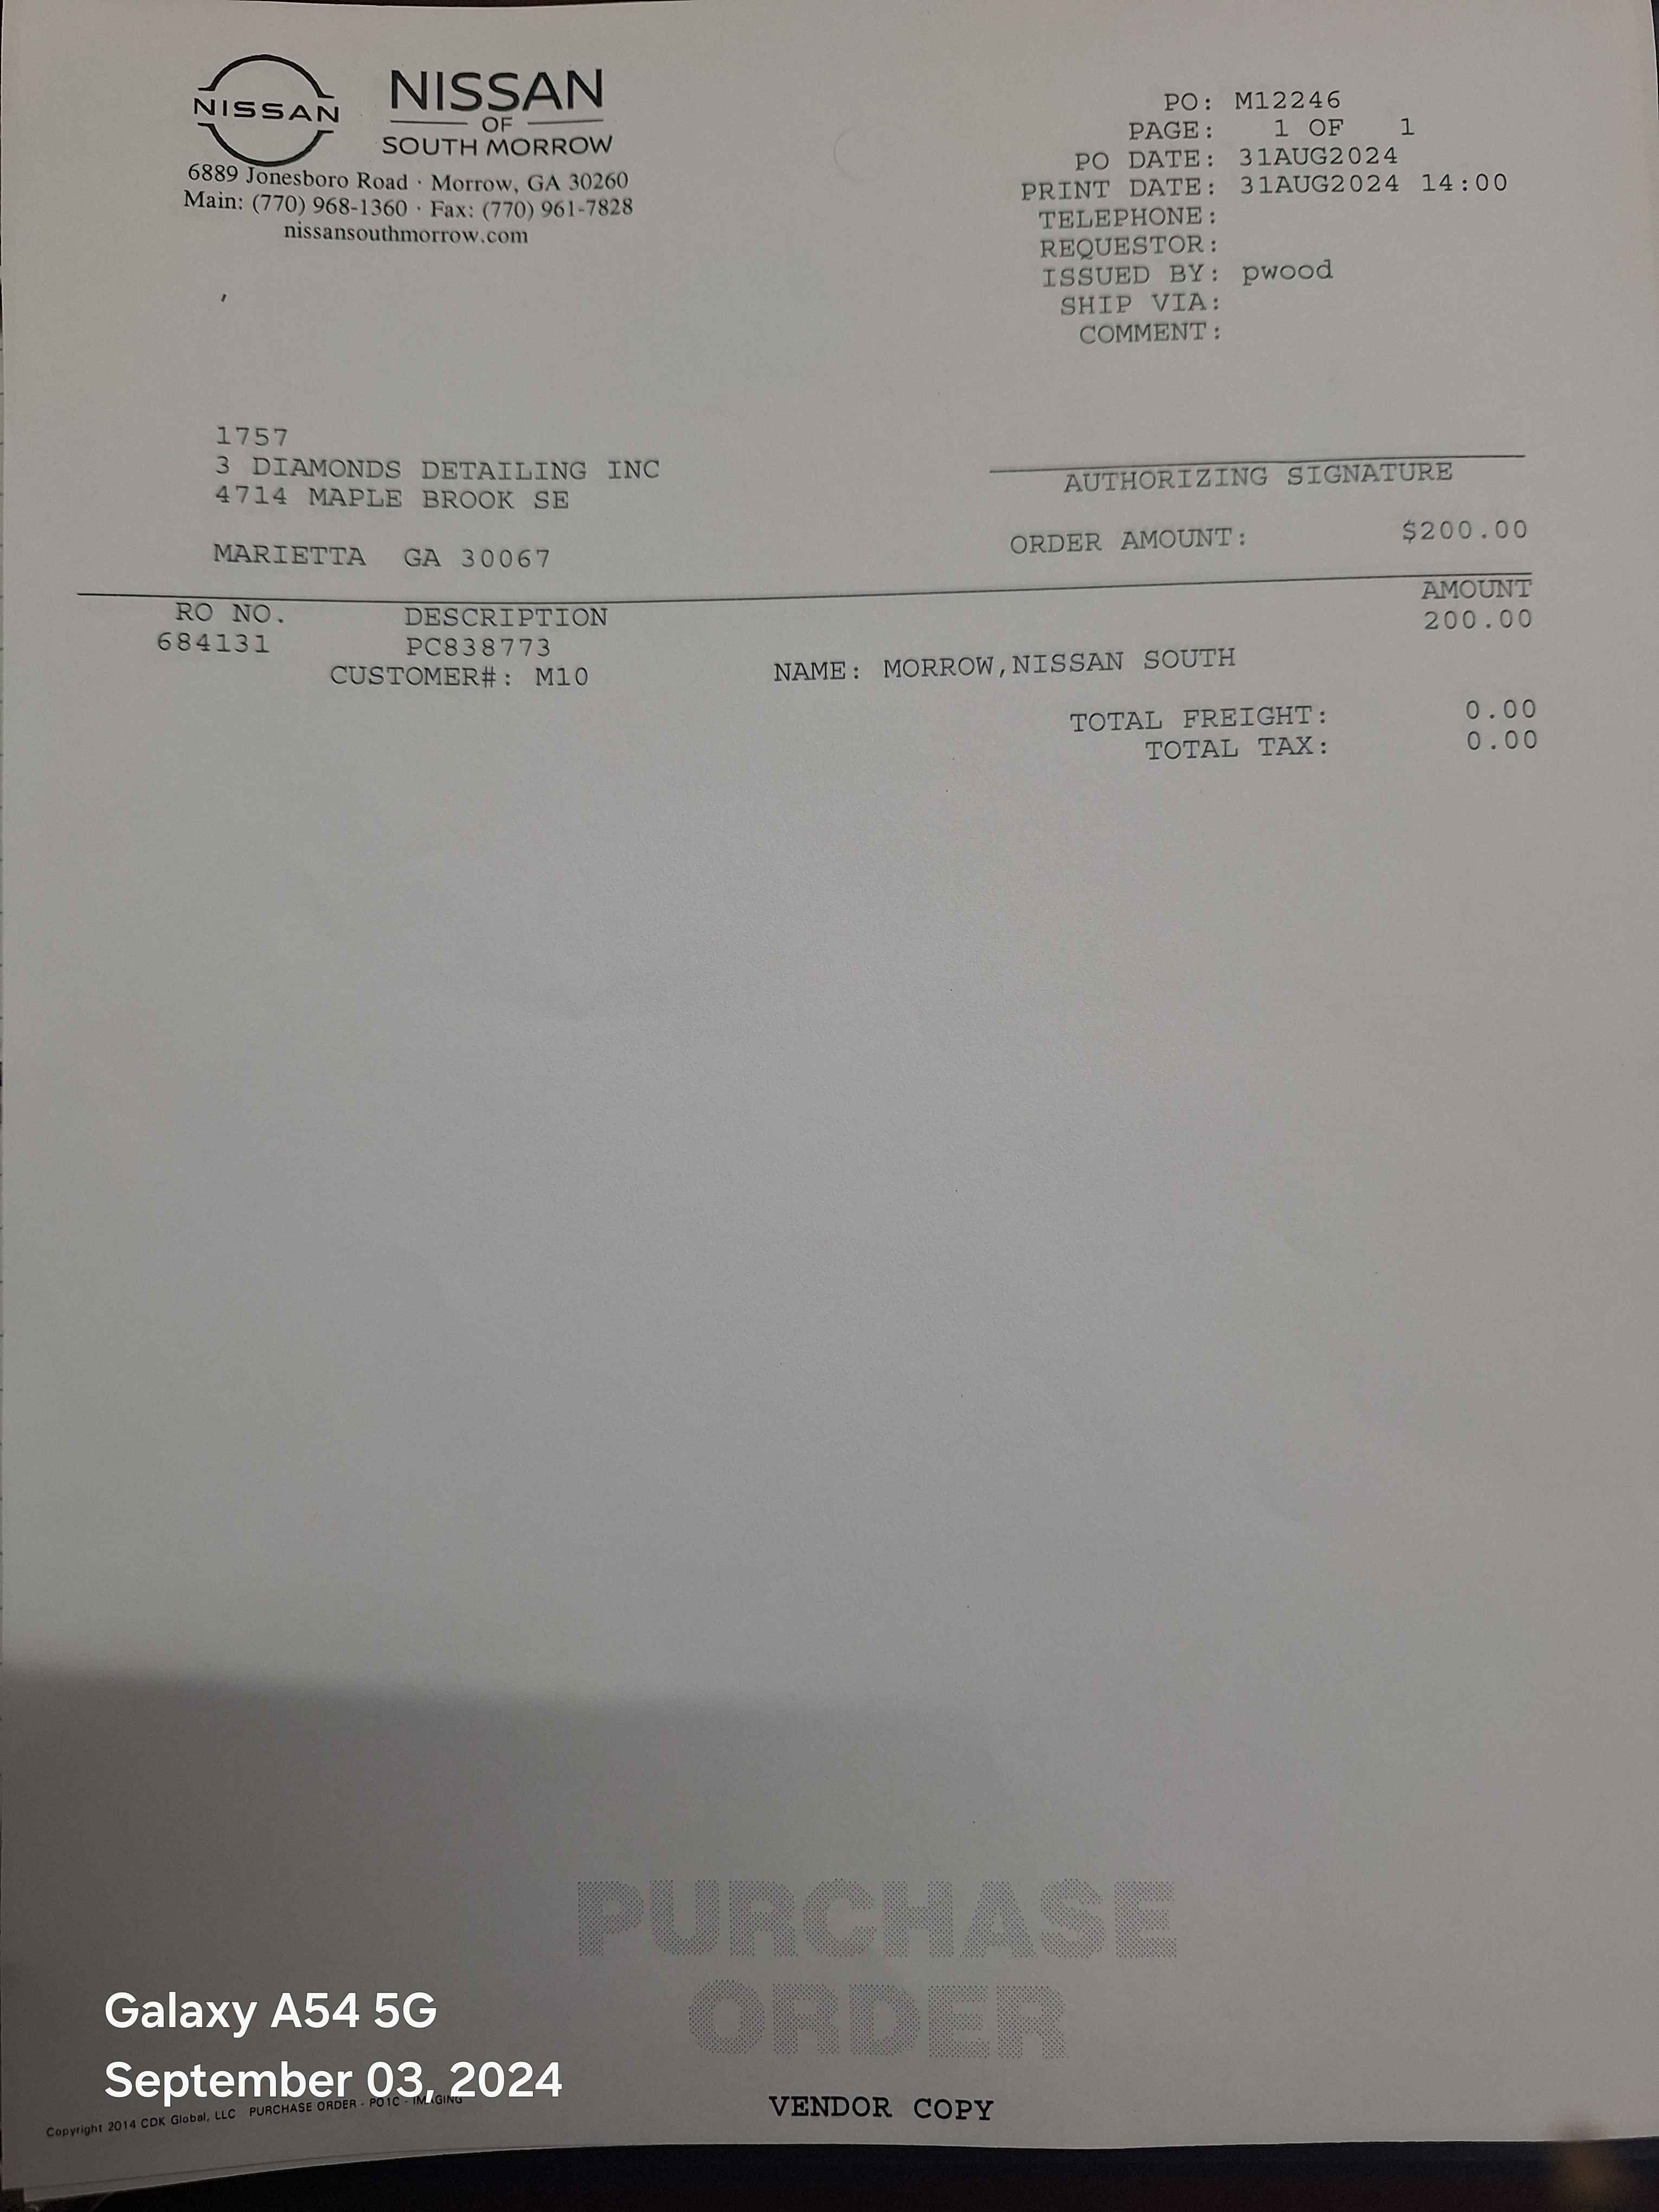 NISSAN
NISSAN
OF
SOUTH MORROW
6889 Jonesboro Road · Morrow, GA 30260
Main: (770) 968-1360 · Fax: (770) 961-7828
nissansouthmorrow.com
PO: M12246
PAGE: 1 OF 1
PO DATE: 31AUG2024
PRINT DATE: 31AUG2024 14:00
TELEPHONE:
REQUESTOR:
ISSUED BY: pwood
SHIP VIA:
COMMENT:
1757
3 DIAMONDS DETAILING INC
4714 MAPLE BROOK SE
MARIETTA GA 30067
AUTHORIZING SIGNATURE
ORDER AMOUNT: $200.00
RO NO. DESCRIPTION AMOUNT
684131 PC838773 200.00
CUSTOMER#: M10 NAME: MORROW,NISSAN SOUTH
TOTAL FREIGHT: 0.00
TOTAL TAX: 0.00
PURCHASE
ORDER
Galaxy A54 5G
September 03, 2024
Copyright 2014 CDK Global, LLC PURCHASE ORDER - PO1C - IMAGING
VENDOR COPY